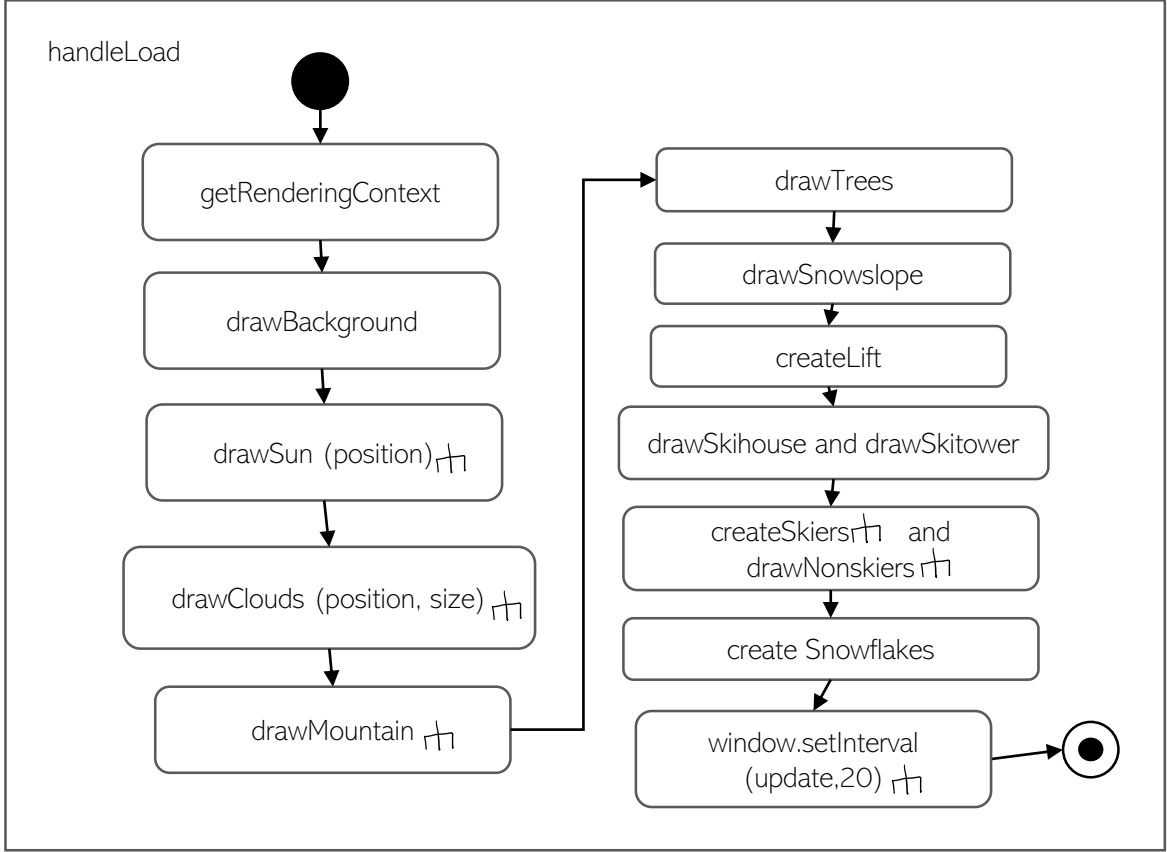 handleLoad
getRenderingContext
drawBackground
drawSun (position)
drawClouds (position, size)
drawMountain
drawTrees
drawSnowslope
createLift
drawSkihouse and drawSkitower
createSkiers and
drawNonskiers
create Snowflakes
window.setInterval
(update,20)